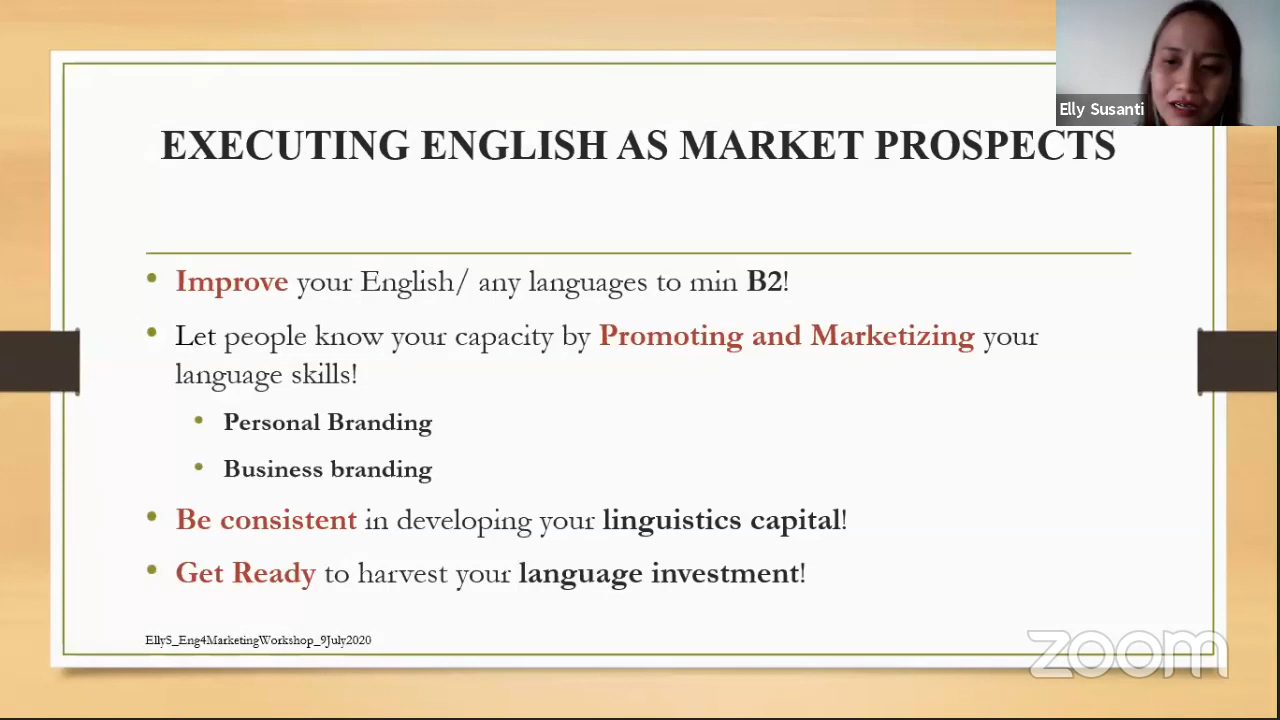 Elly Susanti
EXECUTING ENGLISH AS MARKET PROSPECTS
• Improve your English/ any languages to min B2!
• Let people know your capacity by Promoting and Marketizing your
language skills!
• Personal Branding
• Business branding
• Be consistent in developing your linguistics capital!
• Get Ready to harvest your language investment!
EllyS_Eng4MarketingWorkshop_9July2020
zoom